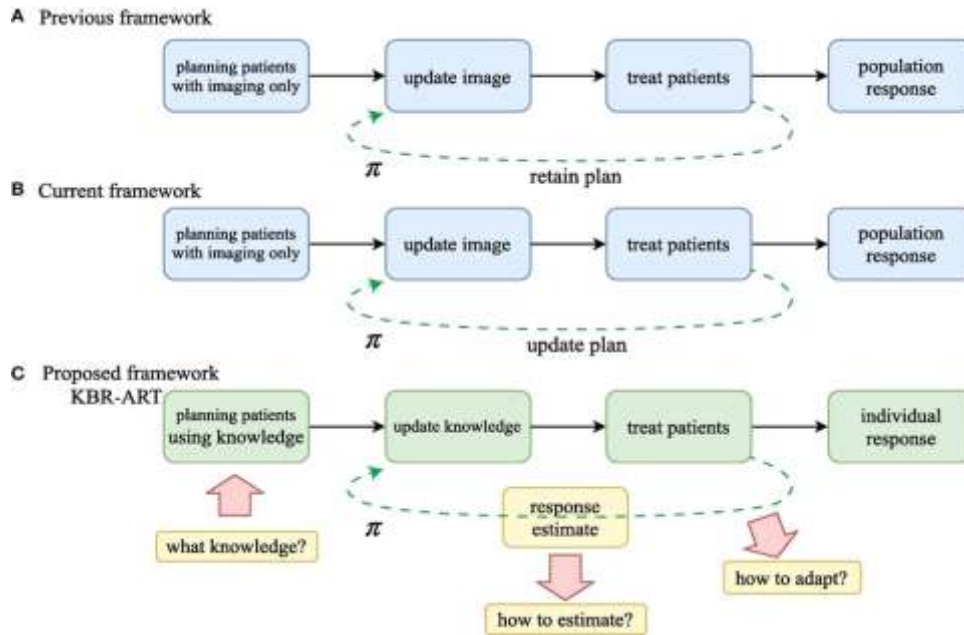 A Previous framework
planning patients
with imaging only
update image
treat patients
population
response
π
retain plan
B Current framework
planning patients
with imaging only
update image
treat patients
population
response
π
update plan
C Proposed framework
KBR-ART
planning patients
using knowledge
update knowledge
treat patients
individual
response
π
response
estimate
what knowledge?
how to adapt?
how to estimate?